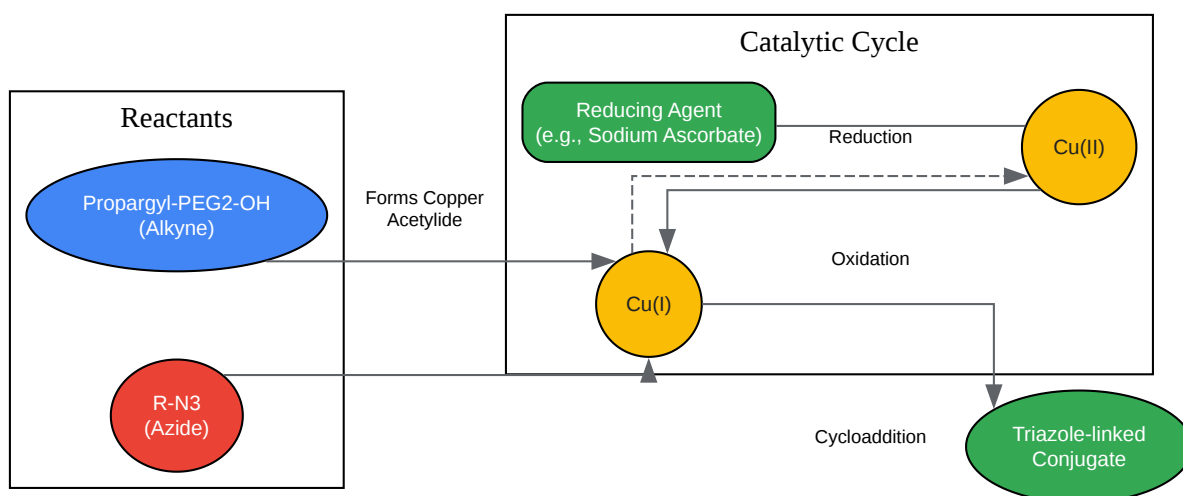 Catalytic Cycle
Reactants
Reducing Agent
(e.g., Sodium Ascorbate)
Reduction
Cu(II)
Propargyl-PEG2-OH
(Alkyne)
Forms Copper
Acetylide
Oxidation
Cu(I)
R-N3
(Azide)
Cycloaddition
Triazole-linked
Conjugate